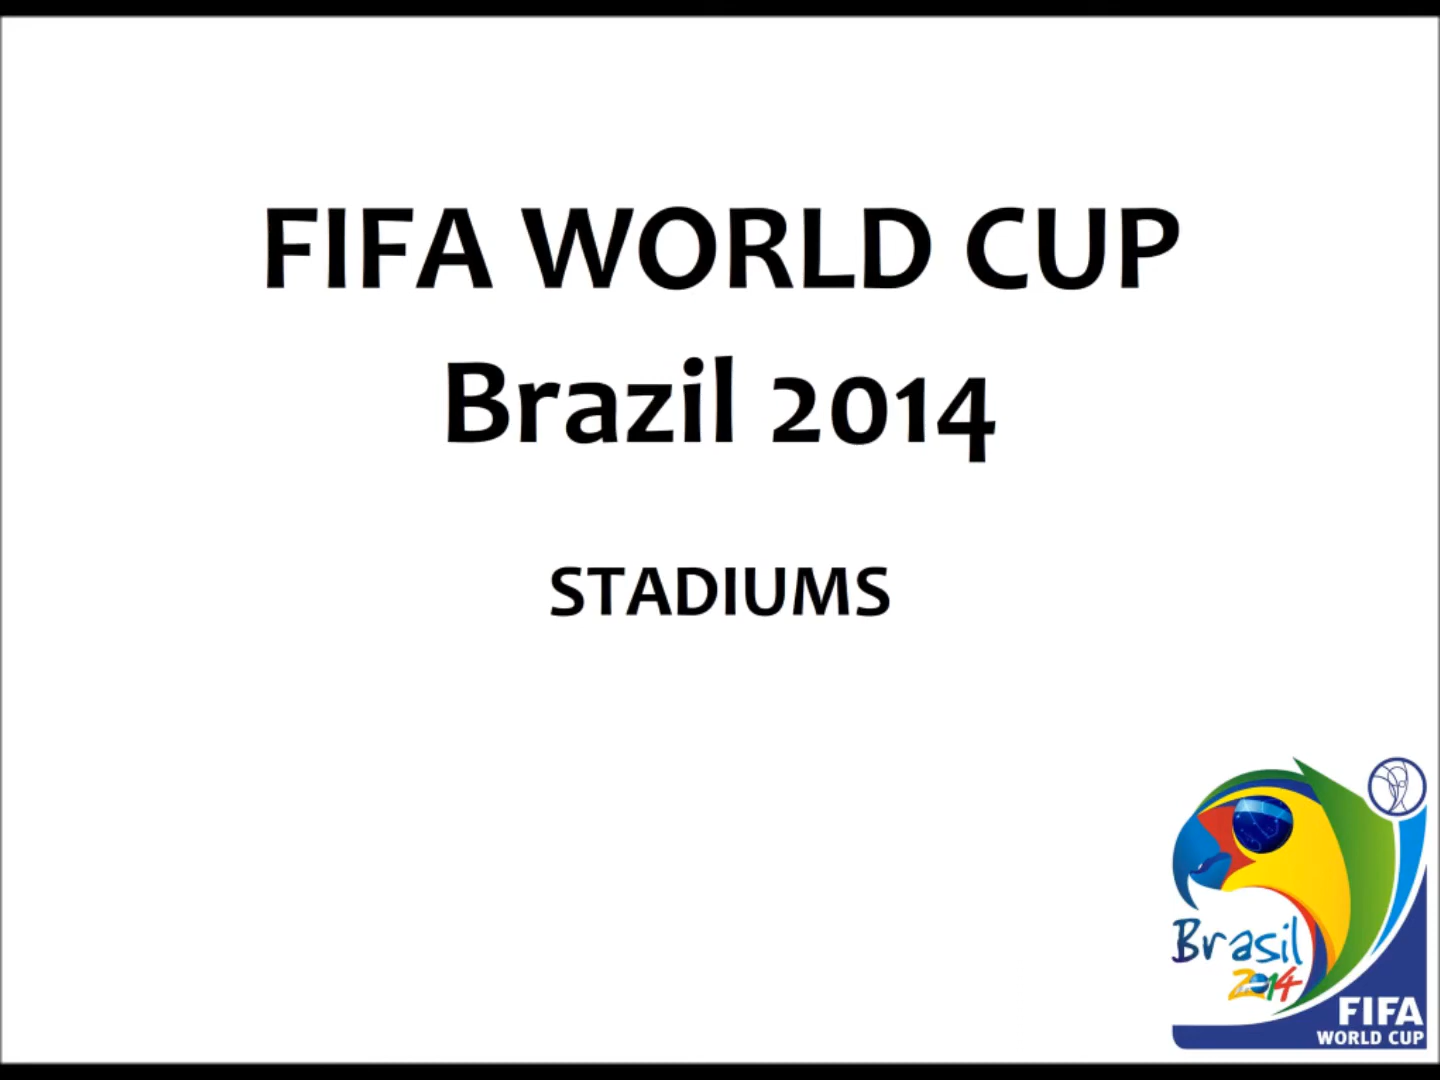 FIFA WORLD CUP
Brazil 2014
STADIUMS
Brasil
2014
FIFA
WORLD CUP